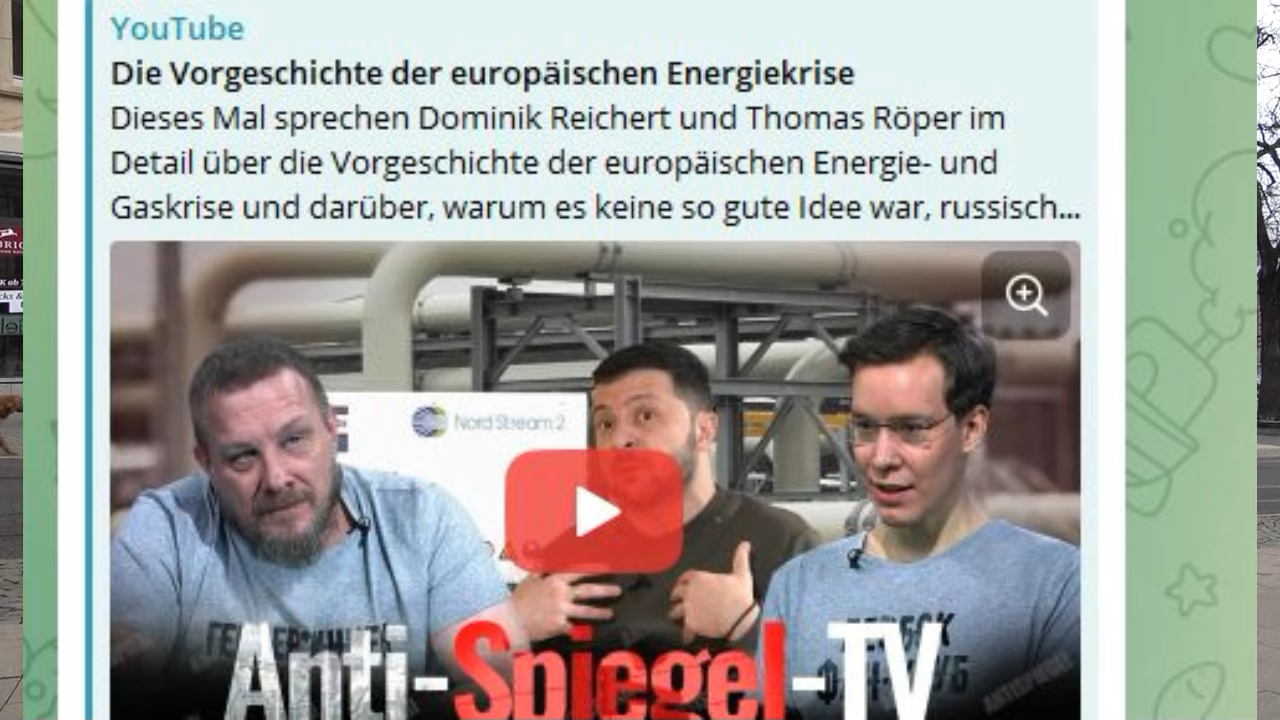 YouTube
Die Vorgeschichte der europäischen Energiekrise
Dieses Mal sprechen Dominik Reichert und Thomas Röper im
Detail über die Vorgeschichte der europäischen Energie- und
Gaskrise und darüber, warum es keine so gute Idee war, russisch...
Nord Stream 2
Anti-Spiegel-TV